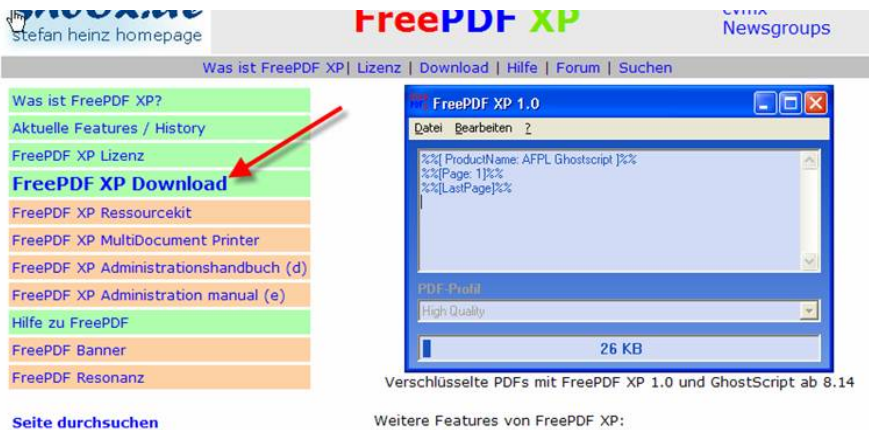 stefan heinz homepage
FreePDF XP
Newsgroups
Was ist FreePDF XP| Lizenz | Download | Hilfe | Forum | Suchen
Was ist FreePDF XP?
Aktuelle Features / History
FreePDF XP Lizenz
FreePDF XP Download
FreePDF XP Ressourcekit
FreePDF XP MultiDocument Printer
FreePDF XP Administrationshandbuch (d)
FreePDF XP Administration manual (e)
Hilfe zu FreePDF
FreePDF Banner
FreePDF Resonanz
Seite durchsuchen
FreePDF XP 1.0
Datei Bearbeiten ?
%%[ ProductName: AFPL Ghostscript ]%%
%%[Page: 1]%%
%%[LastPage]%%
PDF-Profil
High Quality
26 KB
Verschlüsselte PDFs mit FreePDF XP 1.0 und GhostScript ab 8.14
Weitere Features von FreePDF XP: